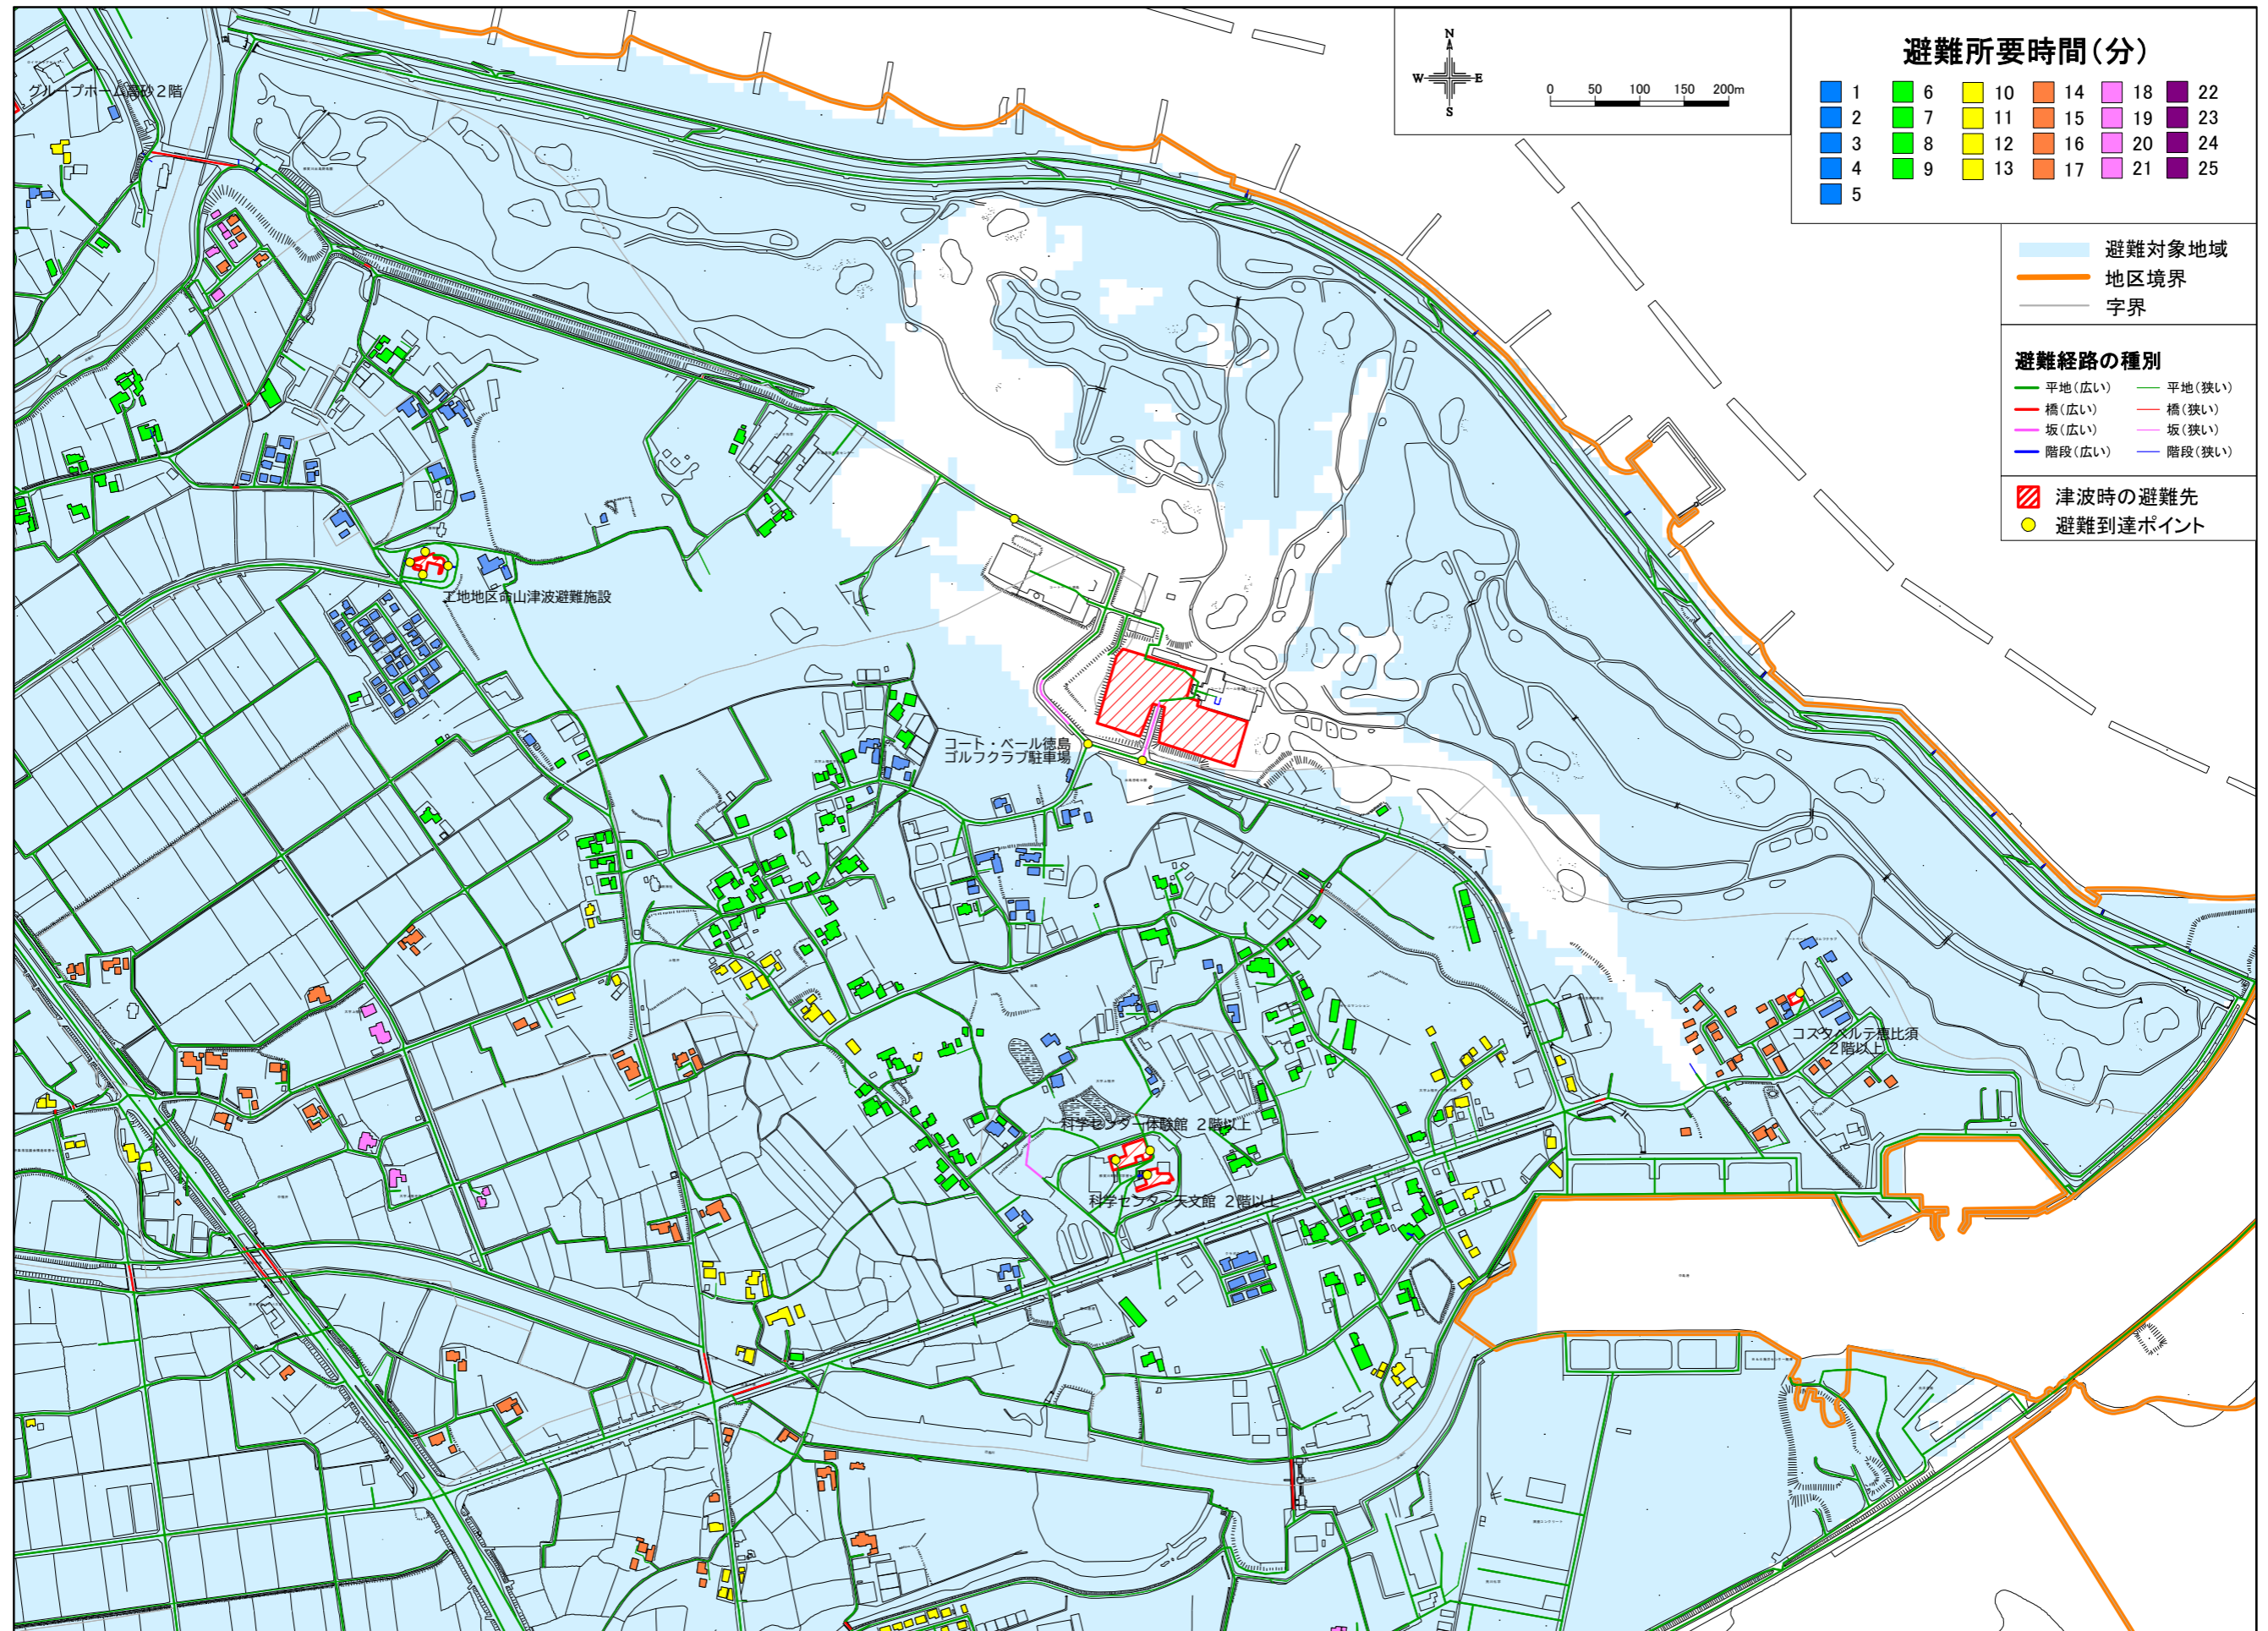 グループホーム高砂2階
N
W E
S
0 50 100 150 200m
避難所要時間(分)
1 6 10 14 18 22
2 7 11 15 19 23
3 8 12 16 20 24
4 9 13 17 21 25
5
避難対象地域
地区境界
字界
避難経路の種別
平地(広い) 平地(狭い)
橋(広い) 橋(狭い)
坂(広い) 坂(狭い)
階段(広い) 階段(狭い)
津波時の避難先
避難到達ポイント
工地地区命山津波避難施設
コート・ベール徳島
ゴルフクラブ駐車場
コスタベルテ恵比須
2階以上
科学センター体験館 2階以上
科学センター天文館 2階以上